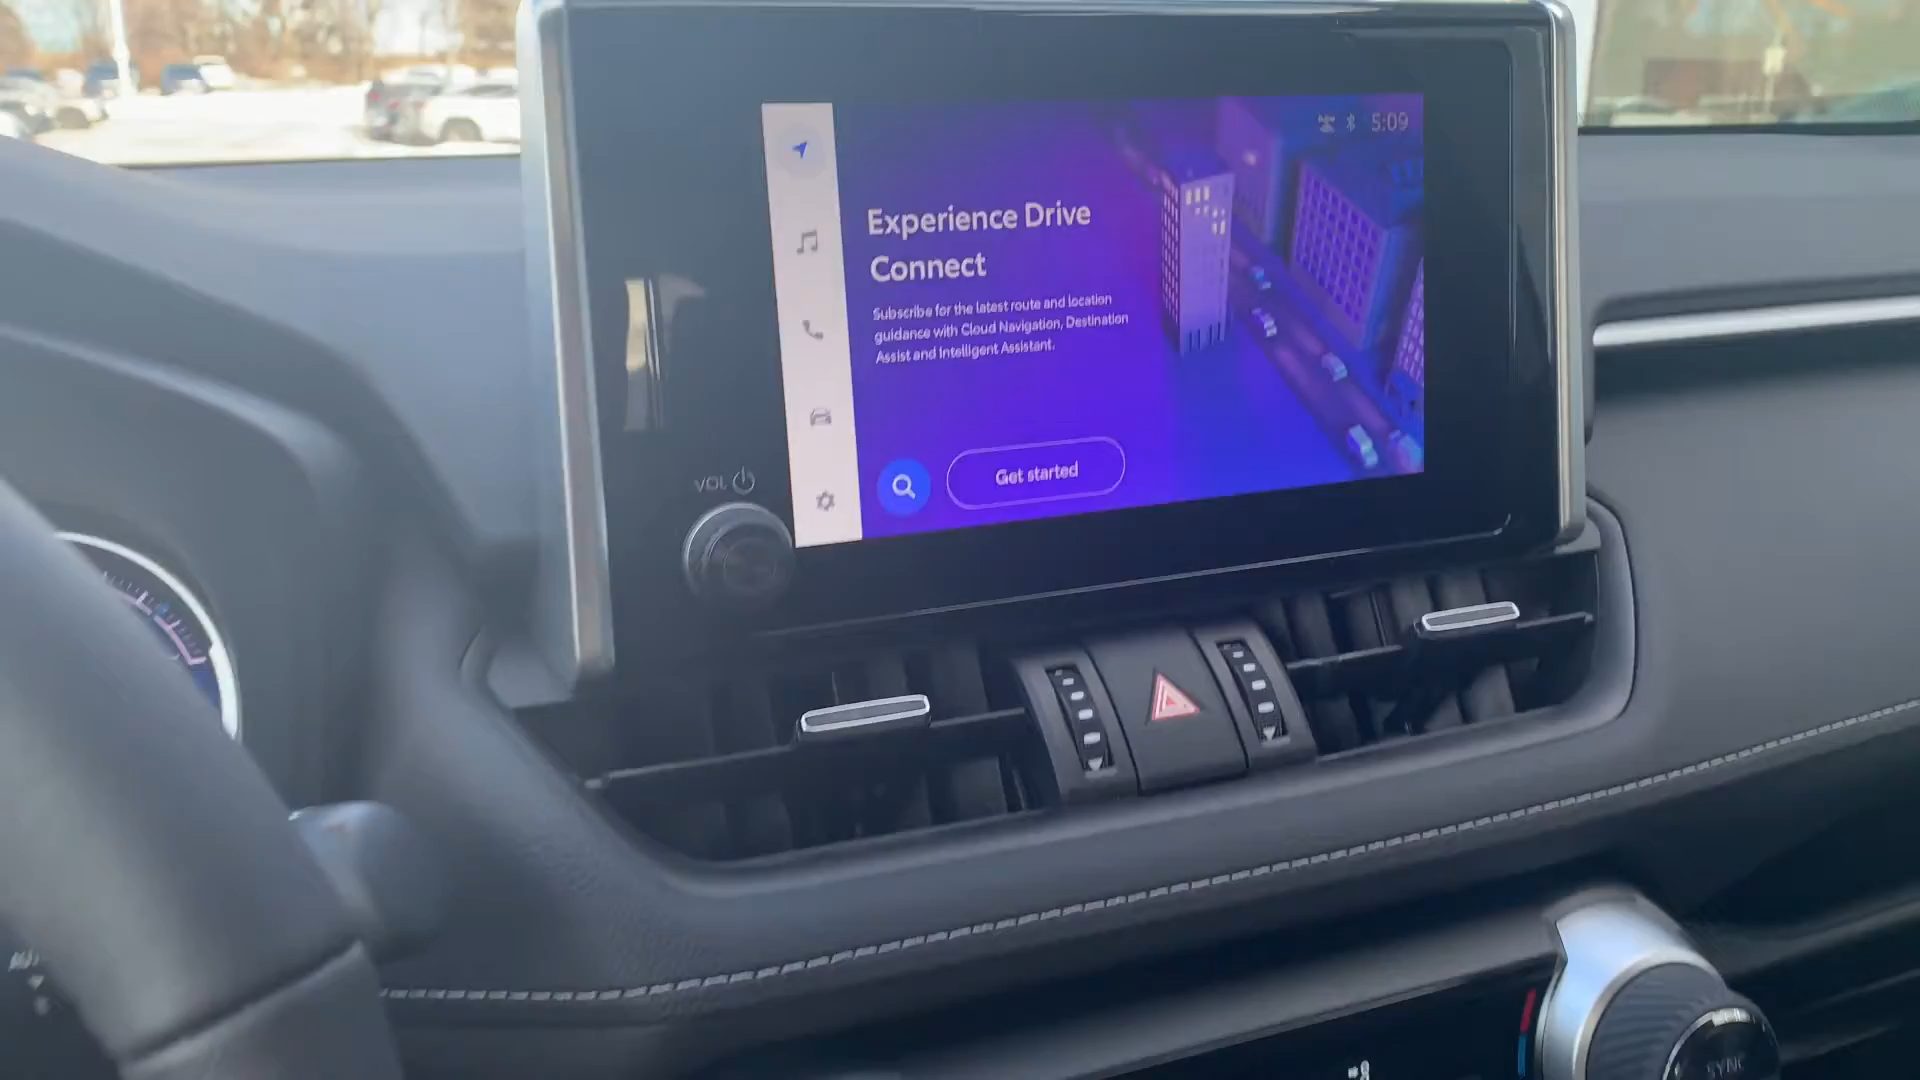 5:09
Experience Drive
Connect
Subscribe for the latest route and location
guidance with Cloud Navigation, Destination
Assist and Intelligent Assistant.
Get started
VOL
SYNC